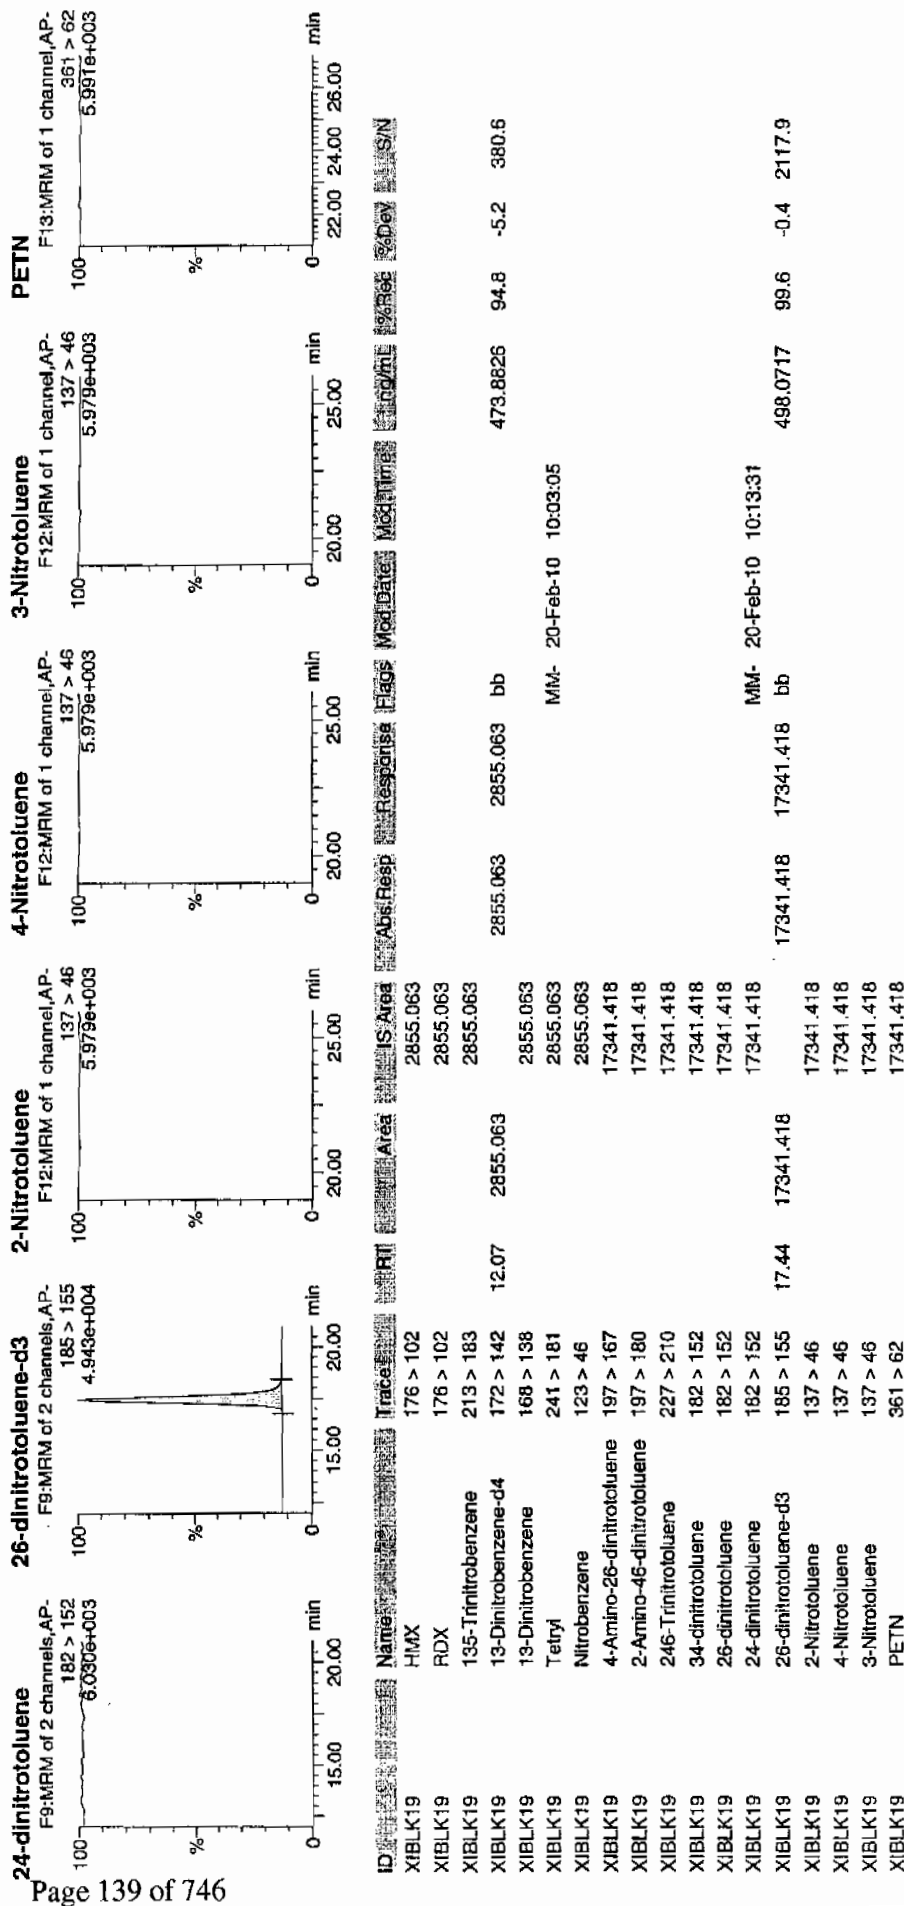 24-dinitrotoluene
F9:MRM of 2 channels,AP-
182 > 152
6.030e+003
100
%
0
15.00 20.00 min
26-dinitrotoluene-d3
F9:MRM of 2 channels,AP-
185 > 155
4.943e+004
100
%
0
15.00 20.00 min
2-Nitrotoluene
F12:MRM of 1 channel,AP-
137 > 46
5.979e+003
100
%
0
20.00 25.00 min
4-Nitrotoluene
F12:MRM of 1 channel,AP-
137 > 46
5.979e+003
100
%
0
20.00 25.00 min
3-Nitrotoluene
F12:MRM of 1 channel,AP-
137 > 46
5.979e+003
100
%
0
20.00 25.00 min
PETN
F13:MRM of 1 channel,AP-
361 > 62
5.991e+003
100
%
0
22.00 24.00 26.00 min
ID Name Trace RT Area IS Area Abs.Resp Response Flags Mod.Date Mod.Time ng/mL %Rec %Dev S/N
XIBLK19 HMX 176 > 102 2855.063
XIBLK19 RDX 176 > 102 2855.063
XIBLK19 135-Trinitrobenzene 213 > 183 2855.063
XIBLK19 13-Dinitrobenzene-d4 172 > 142 12.07 2855.063 2855.063 2855.063 bb 473.8826 94.8 -5.2 380.6
XIBLK19 13-Dinitrobenzene 168 > 138 2855.063
XIBLK19 Tetryl 241 > 181 2855.063 MM- 20-Feb-10 10:03:05
XIBLK19 Nitrobenzene 123 > 46 2855.063
XIBLK19 4-Amino-26-dinitrotoluene 197 > 167 17341.418
XIBLK19 2-Amino-46-dinitrotoluene 197 > 180 17341.418
XIBLK19 246-Trinitrotoluene 227 > 210 17341.418
XIBLK19 34-dinitrotoluene 182 > 152 17341.418
XIBLK19 26-dinitrotoluene 182 > 152 17341.418
XIBLK19 24-dinitrotoluene 182 > 152 17341.418 MM- 20-Feb-10 10:13:31
XIBLK19 26-dinitrotoluene-d3 185 > 155 17.44 17341.418 17341.418 17341.418 bb 498.0717 99.6 -0.4 2117.9
XIBLK19 2-Nitrotoluene 137 > 46 17341.418
XIBLK19 4-Nitrotoluene 137 > 46 17341.418
XIBLK19 3-Nitrotoluene 137 > 46 17341.418
XIBLK19 PETN 361 > 62 17341.418
Page 139 of 746